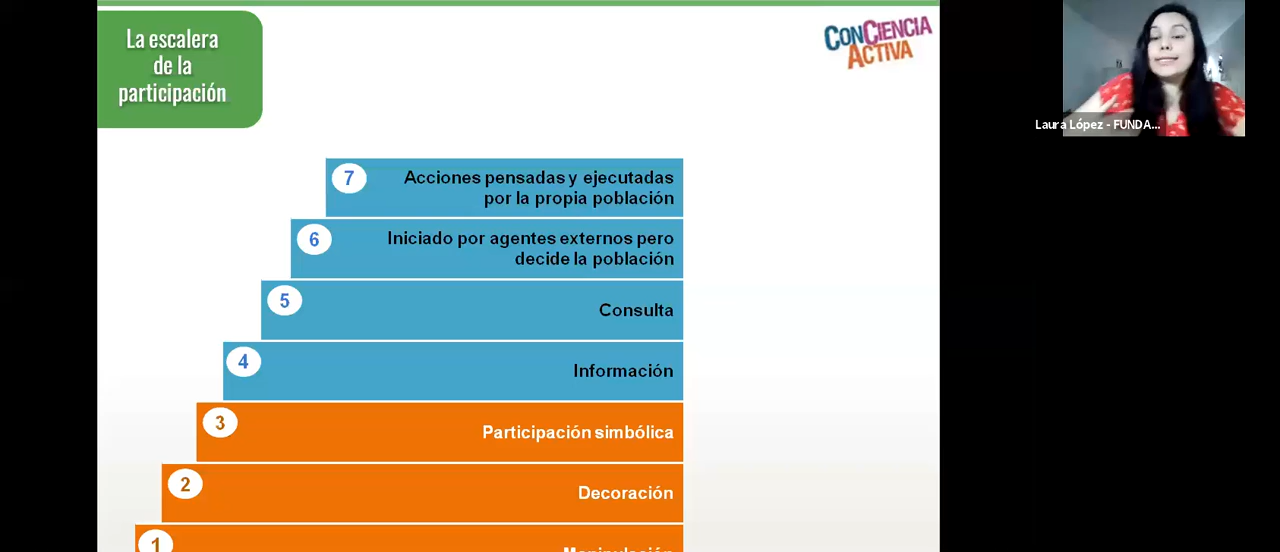 La escalera
de la
participación
CONCIENCIA
ACTIVA
Laura López - FUNDA...
7
Acciones pensadas y ejecutadas
por la propia población
6
Iniciado por agentes externos pero
decide la población
5
Consulta
4
Información
3
Participación simbólica
2
Decoración
1
Manipulación